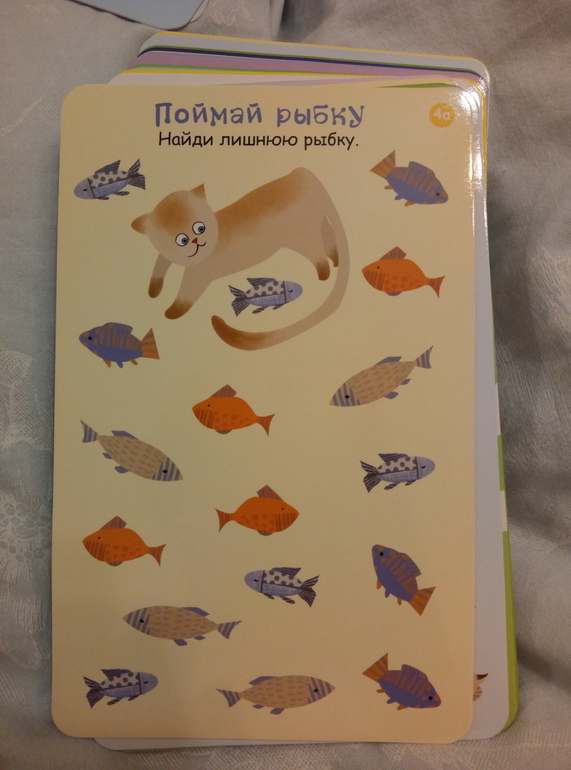 Поймай рыбку
4а
Найди лишнюю рыбку.